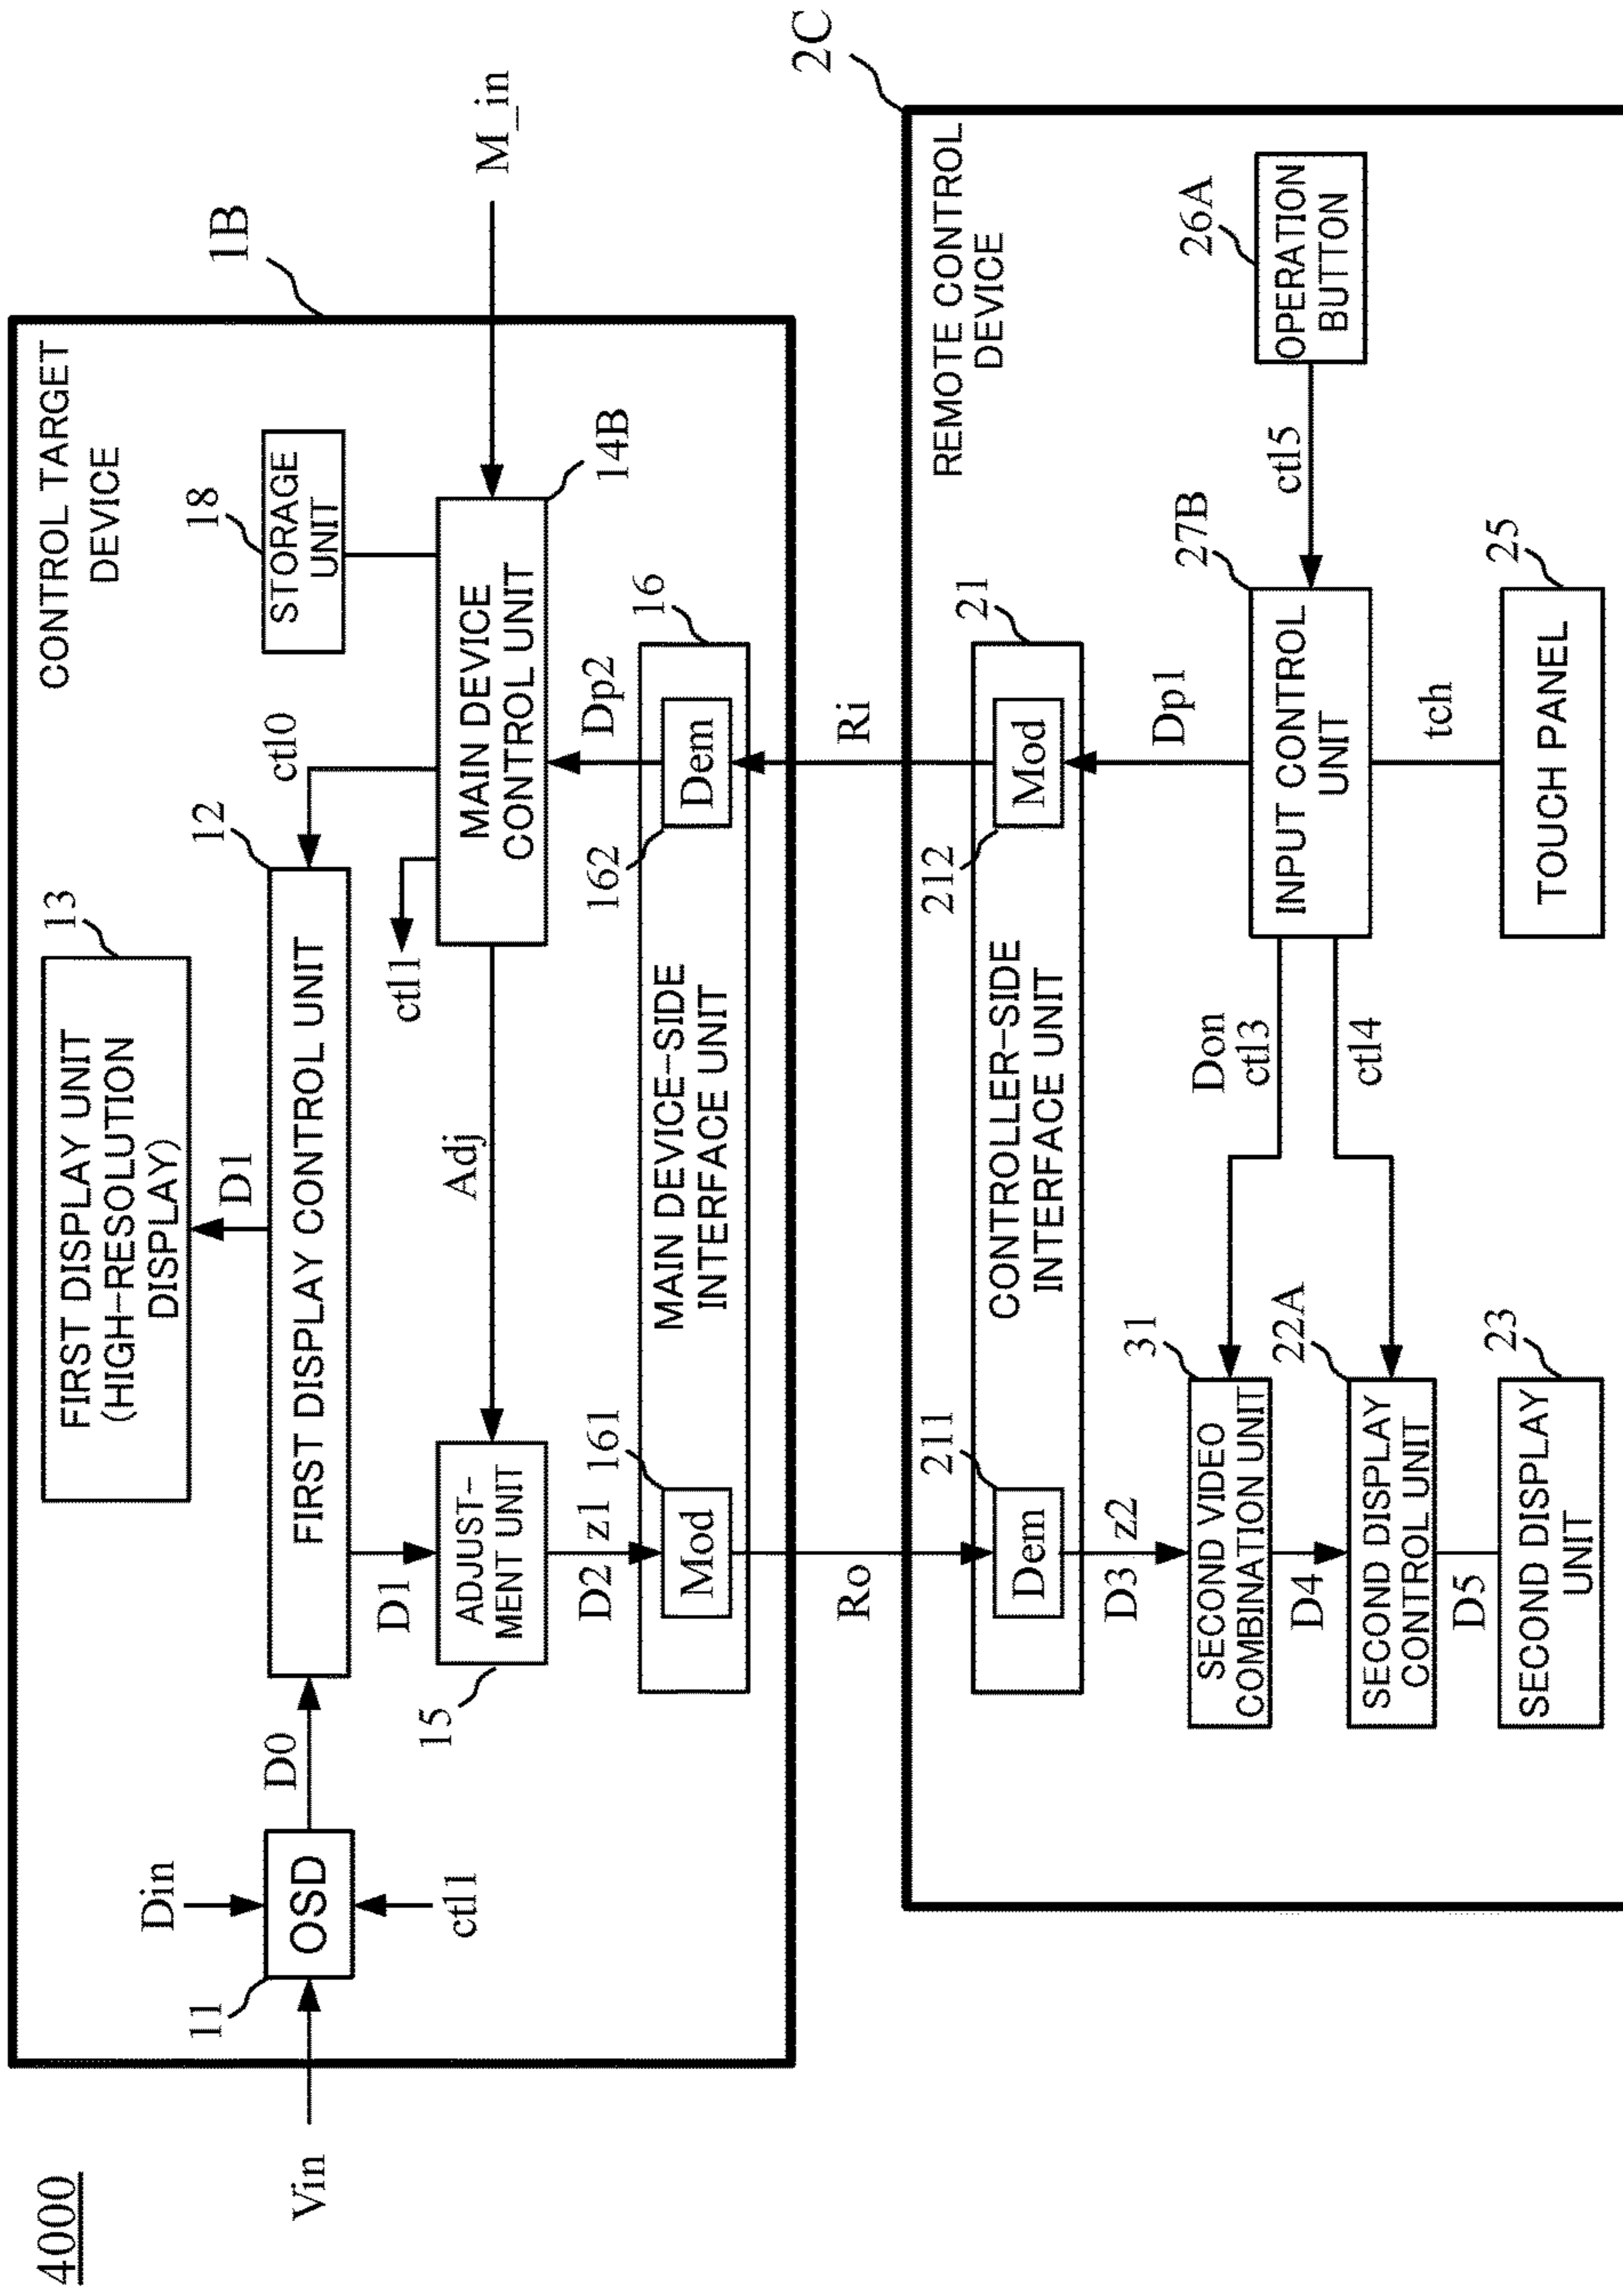 4000
CONTROL TARGET
DEVICE
1B
Vin
Din
11
OSD
ctl1
D0
13
FIRST DISPLAY UNIT
(HIGH-RESOLUTION
DISPLAY)
D1
12
FIRST DISPLAY CONTROL UNIT
ctl0
18
STORAGE
UNIT
M_in
D1
15
ADJUST-
MENT UNIT
Adj
ctl1
MAIN DEVICE
CONTROL UNIT
14B
D2
z1
161
Mod
MAIN DEVICE-SIDE
INTERFACE UNIT
162
Dem
Dp2
16
Ro
Ri
2C
REMOTE CONTROL
DEVICE
211
Dem
CONTROLLER-SIDE
INTERFACE UNIT
212
Mod
21
D3
z2
Dp1
31
SECOND VIDEO
COMBINATION UNIT
Don
ctl3
ctl4
27B
INPUT CONTROL
UNIT
ctl5
26A
OPERATION
BUTTON
D4
22A
SECOND DISPLAY
CONTROL UNIT
D5
23
SECOND DISPLAY
UNIT
tch
25
TOUCH PANEL